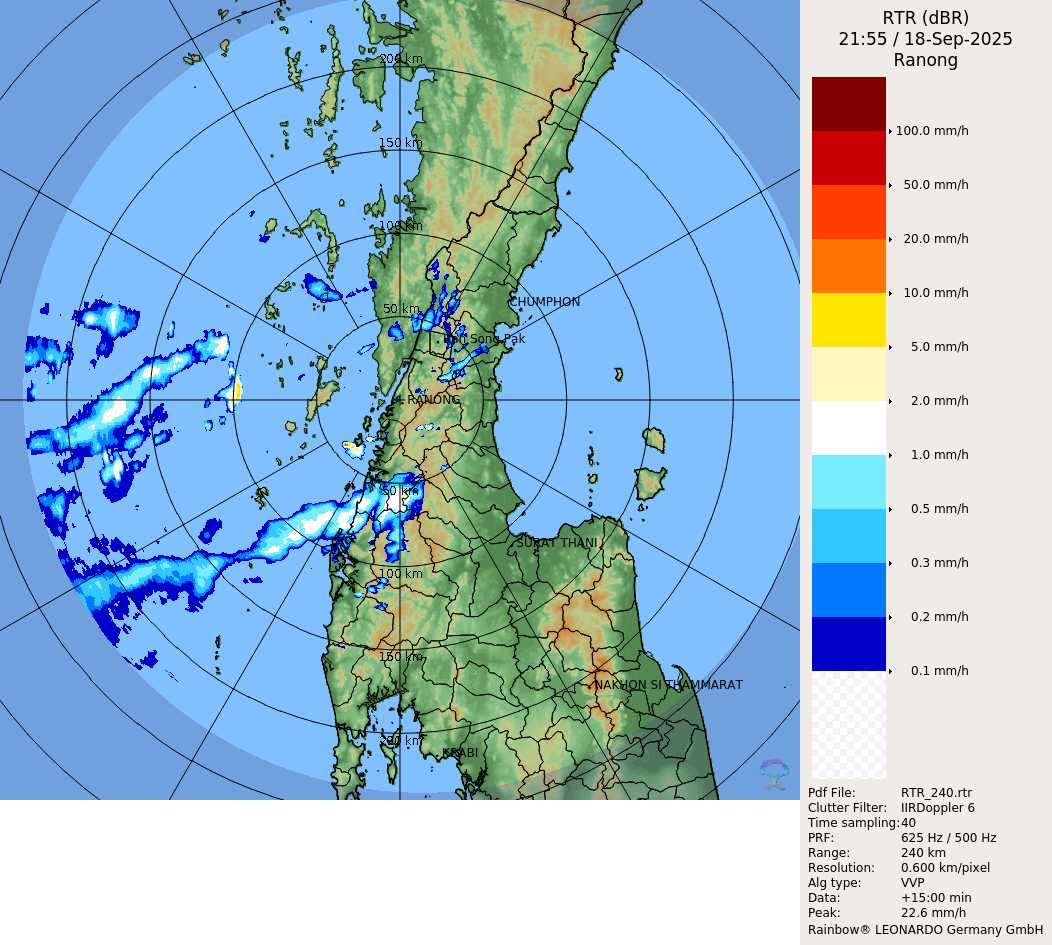 RTR (dBR)
21:55 / 18-Sep-2025
Ranong
100.0 mm/h
50.0 mm/h
20.0 mm/h
10.0 mm/h
5.0 mm/h
2.0 mm/h
1.0 mm/h
0.5 mm/h
0.3 mm/h
0.2 mm/h
0.1 mm/h
Pdf File: RTR_240.rtr
Clutter Filter: IIRDoppler 6
Time sampling: 40
PRF: 625 Hz / 500 Hz
Range: 240 km
Resolution: 0.600 km/pixel
Alg type: VVP
Data: +15:00 min
Peak: 22.6 mm/h
Rainbow® LEONARDO Germany GmbH
200 km
150 km
100 km
CHUMPHON
50 km
Song Pak
RANONG
50 km
SURAT THANI
100 km
150 km
NAKHON SI THAMMARAT
200 km
KRABI